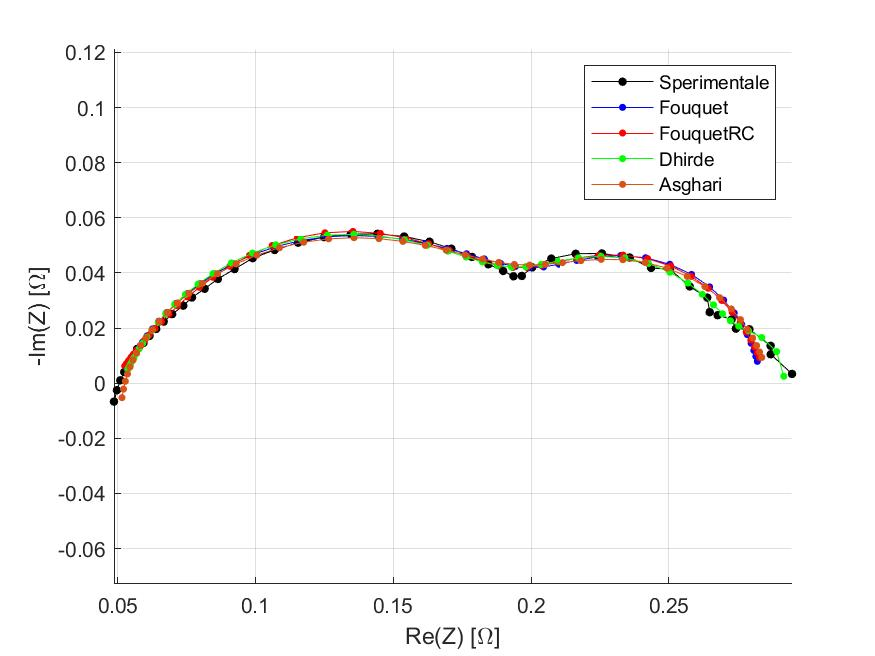 0.12
0.1
0.08
0.06
0.04
0.02
0
-0.02
-0.04
-0.06
-Im(Z) [Ω]
Sperimentale
Fouquet
FouquetRC
Dhirde
Asghari
0.05
0.1
0.15
0.2
0.25
Re(Z) [Ω]